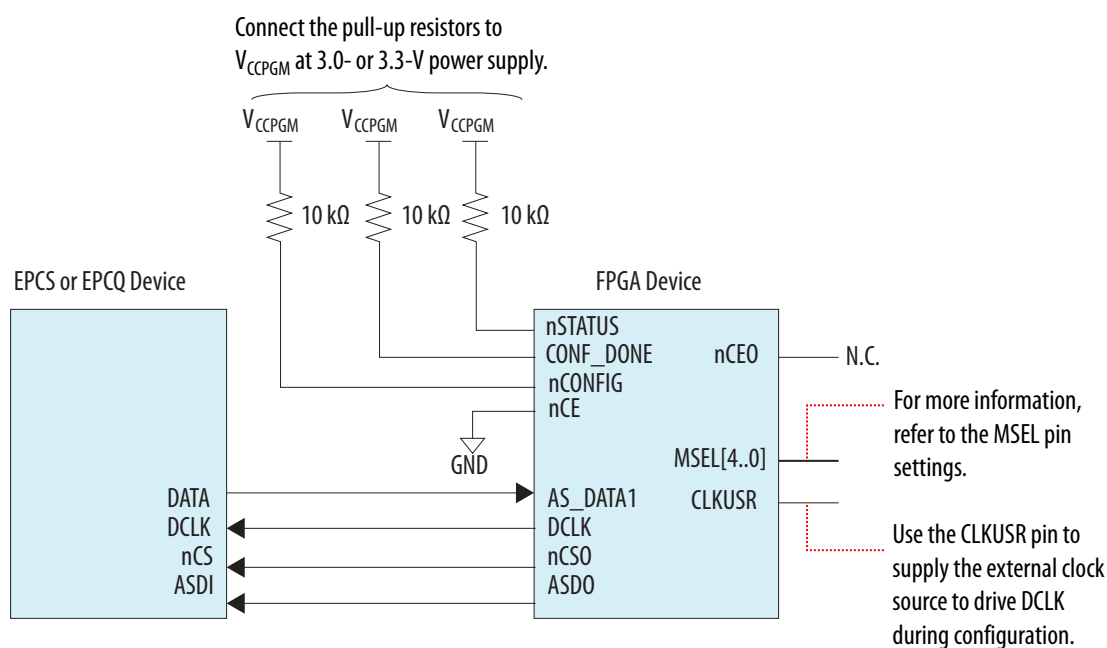 Connect the pull-up resistors to
VCCPGM at 3.0- or 3.3-V power supply.
VCCPGM VCCPGM VCCPGM
10 kΩ 10 kΩ 10 kΩ
EPCS or EPCQ Device
FPGA Device
nSTATUS
CONF_DONE
nCEO
N.C.
nCONFIG
nCE
GND
For more information,
refer to the MSEL pin
settings.
MSEL[4..0]
DATA
DCLK
nCS
ASDI
AS_DATA1
DCLK
nCSO
ASDO
CLKUSR
Use the CLKUSR pin to
supply the external clock
source to drive DCLK
during configuration.